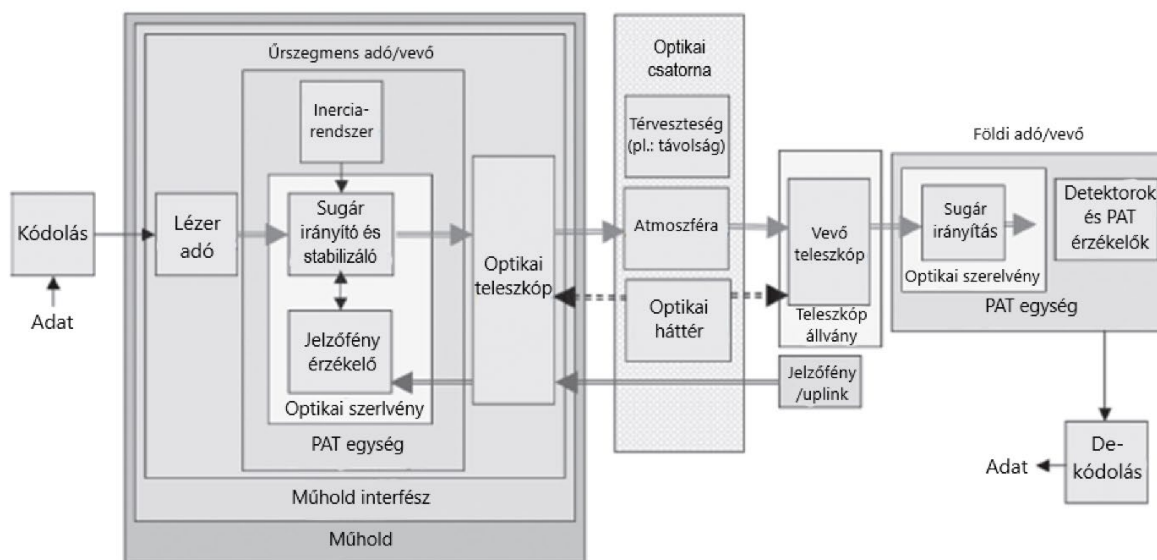 Kódolás
Adat
Lézer
adó
Űrszegmens adó/vevő
Inercia-
rendszer
Sugár
irányító és
stabilizáló
Jelzőfény
érzékelő
Optikai szerlvény
PAT egység
Optikai
teleszkóp
Műhold interfész
Műhold
Optikai
csatorna
Térveszteség
(pl.: távolság)
Atmoszféra
Optikai
háttér
Vevő
teleszkóp
Teleszkóp
állvány
Jelzőfény
/uplink
Földi adó/vevő
Sugár
irányítás
Optikai szerelvény
PAT egység
Detektorok
és PAT
érzékelők
De-
kódolás
Adat